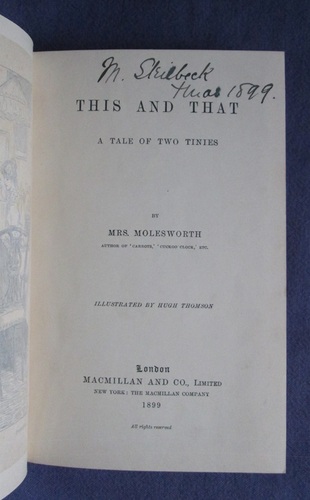 M. Skilbeck
Xmas 1899.
THIS AND THAT
A TALE OF TWO TINIES
BY
MRS. MOLESWORTH
AUTHOR OF 'CARROTS,' 'CUCKOO CLOCK,' ETC.
ILLUSTRATED BY HUGH THOMSON
London
MACMILLAN AND CO., LIMITED
NEW YORK: THE MACMILLAN COMPANY
1899
All rights reserved